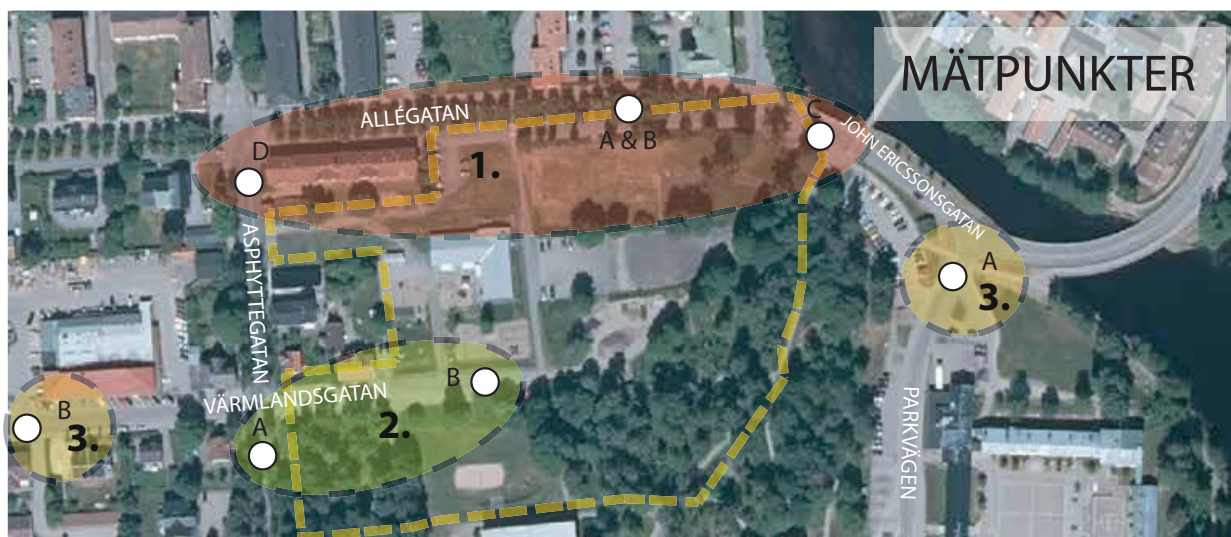 MÄTPUNKTER
ALLÉGATAN
A & B
C
JOHN ERICSSONSGATAN
D
1.
ASPHYTTEGATAN
A
3.
B
VÄRMLANDSGATAN
PARKVÄGEN
B
3.
A
2.